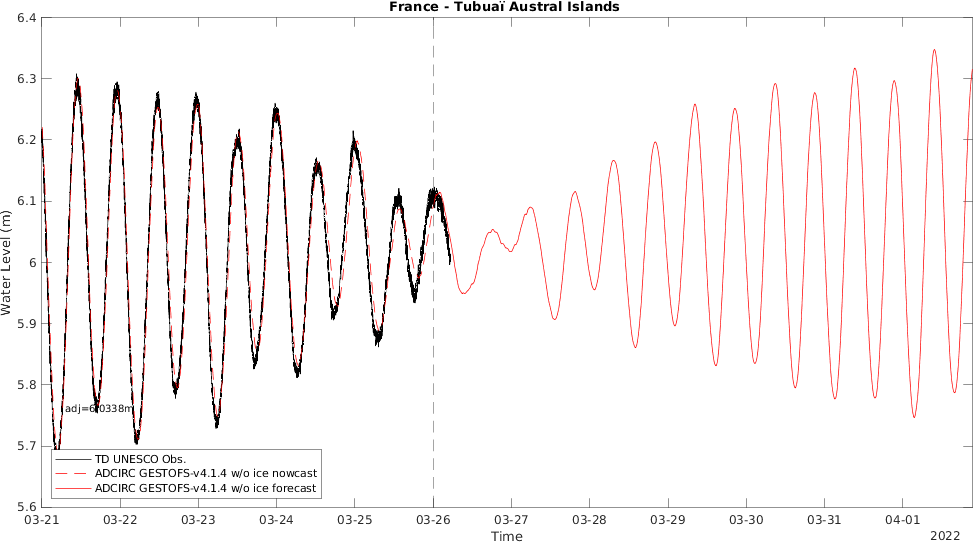 France - Tubuaï Austral Islands
6.4
6.3
6.2
6.1
6
5.9
5.8
5.7
5.6
Water Level (m)
adj=6.0338m
TD UNESCO Obs.
ADCIRC GESTOFS-v4.1.4 w/o ice nowcast
ADCIRC GESTOFS-v4.1.4 w/o ice forecast
03-21 03-22 03-23 03-24 03-25 03-26 03-27 03-28 03-29 03-30 03-31 04-01
Time
2022